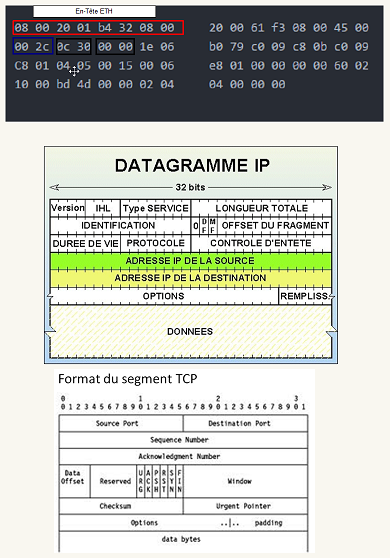 En-Tête ETH
08 00 20 01 b4 32 08 00 20 00 61 f3 08 00 45 00
00 2c 0c 30 00 00 1e 06 b0 79 c0 09 c8 0b c0 09
C8 01 04 05 00 15 00 06 e8 01 00 00 00 00 60 02
10 00 bd 4d 00 00 02 04 04 00 00 00
DATAGRAMME IP
32 bits
Version IHL Type SERVICE LONGUEUR TOTALE
IDENTIFICATION 0 DF MF OFFSET DU FRAGMENT
DUREE DE VIE PROTOCOLE CONTROLE D'ENTETE
ADRESSE IP DE LA SOURCE
ADRESSE IP DE LA DESTINATION
OPTIONS REMPLISS.
DONNEES
Format du segment TCP
0 1 2 3
0 1 2 3 4 5 6 7 8 9 0 1 2 3 4 5 6 7 8 9 0 1 2 3 4 5 6 7 8 9 0 1
Source Port Destination Port
Sequence Number
Acknowledgment Number
Data Offset Reserved URG ACK PSH RST SYN FIN Window
Checksum Urgent Pointer
Options ..|.. padding
data bytes